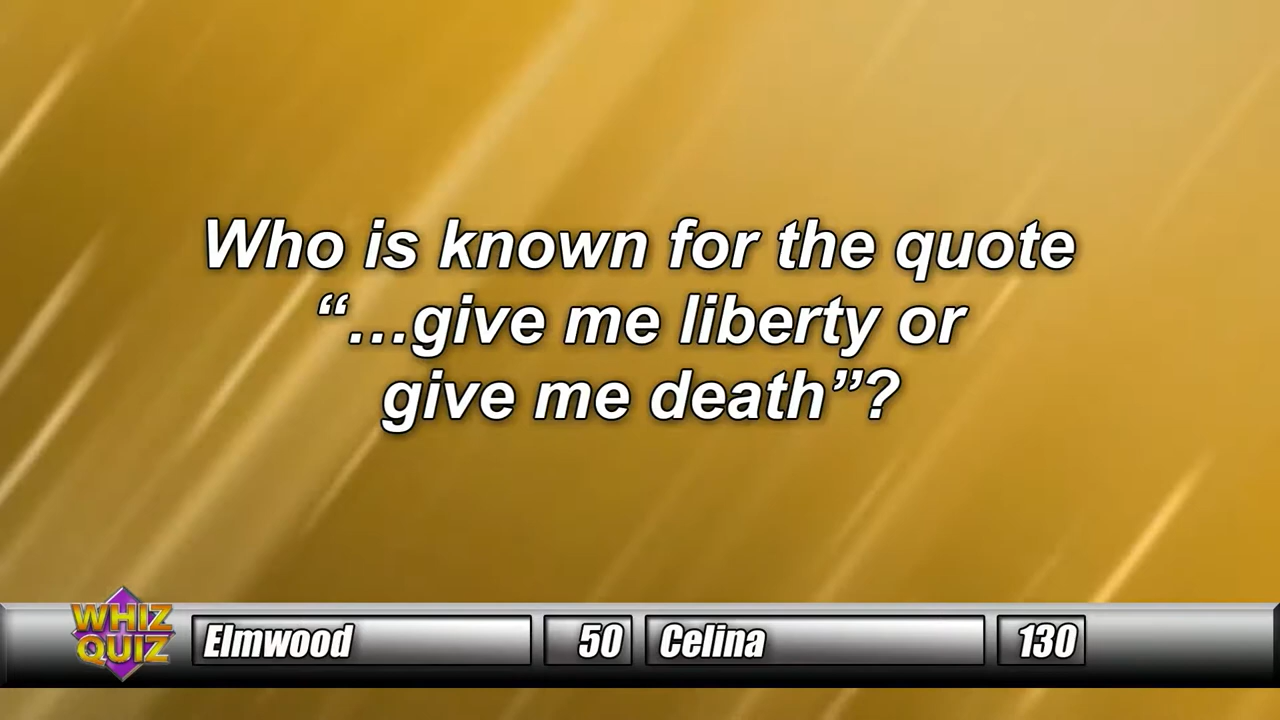 Who is known for the quote
“…give me liberty or
give me death”?
WHIZ
QUIZ
Elmwood 50 Celina 130